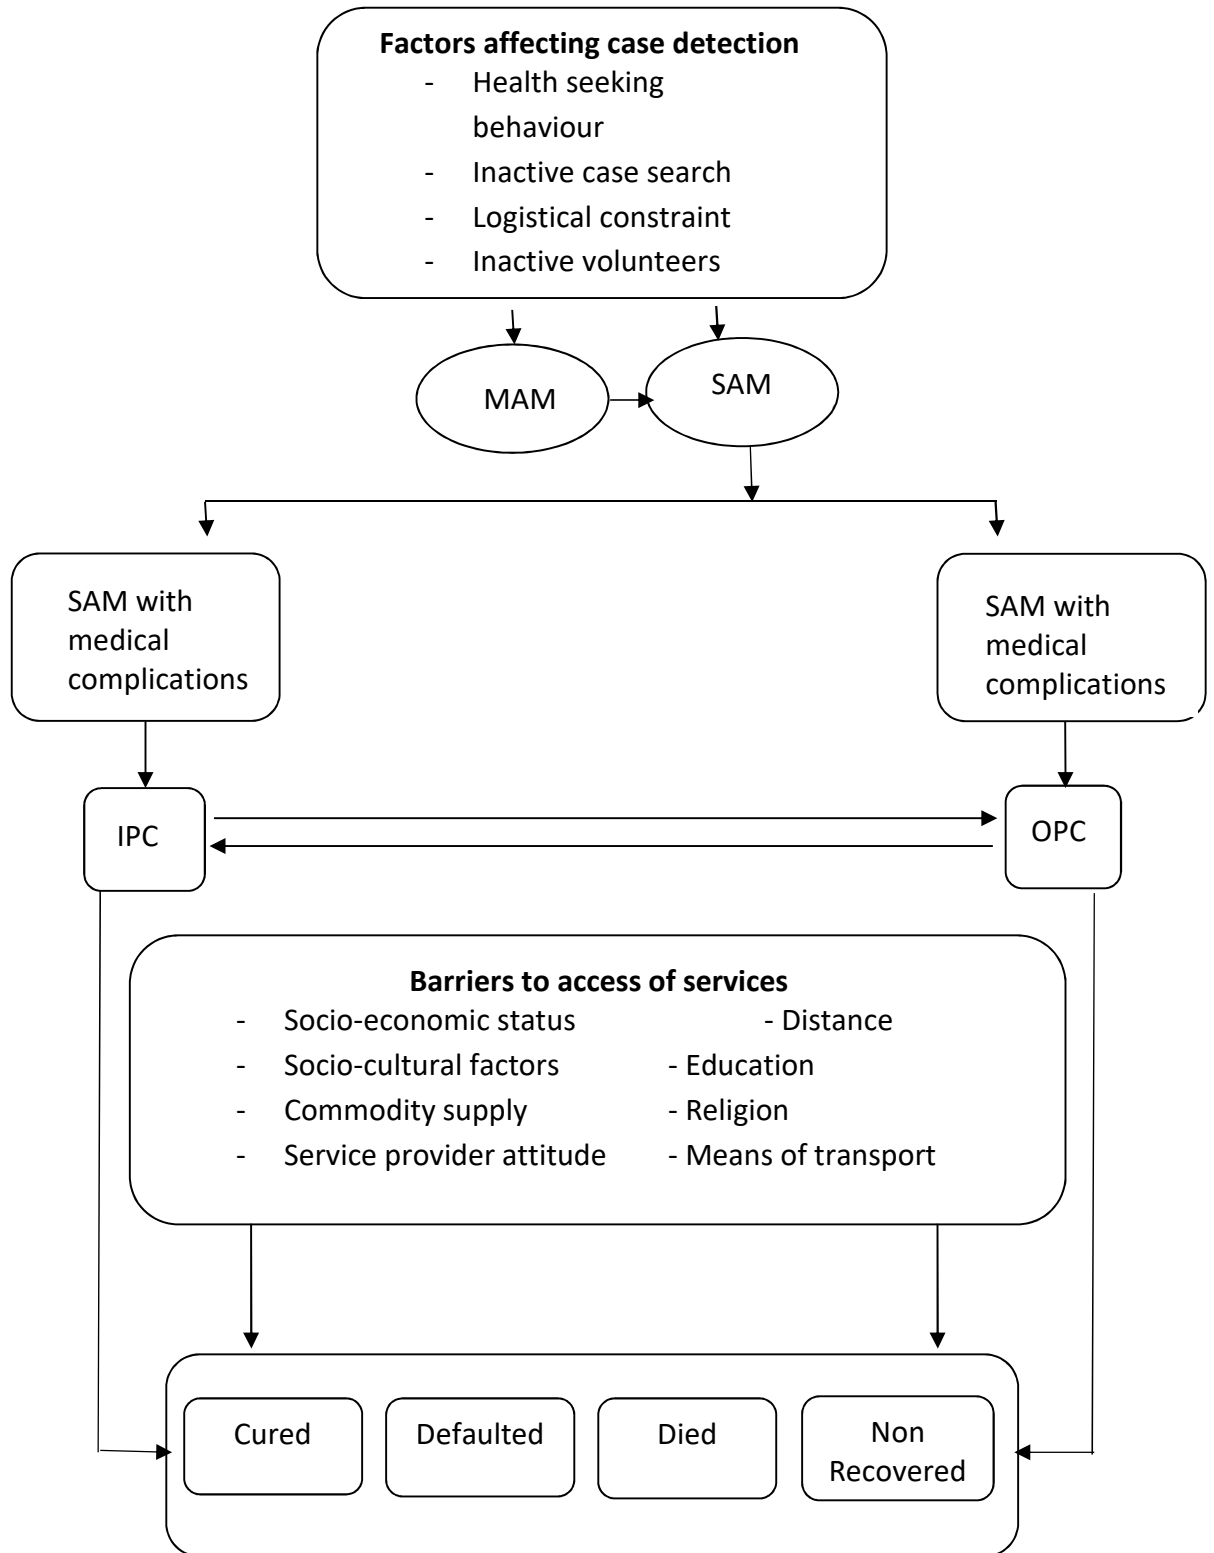 Factors affecting case detection
- Health seeking
behaviour
- Inactive case search
- Logistical constraint
- Inactive volunteers
MAM
SAM
SAM with
medical
complications
SAM with
medical
complications
IPC
OPC
Barriers to access of services
- Socio-economic status - Distance
- Socio-cultural factors - Education
- Commodity supply - Religion
- Service provider attitude - Means of transport
Cured
Defaulted
Died
Non
Recovered